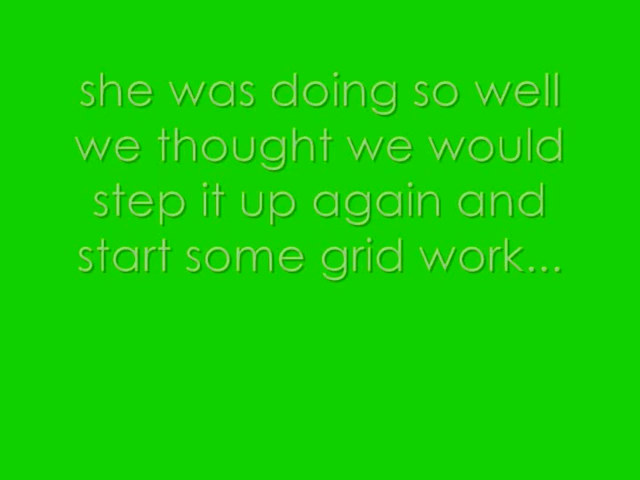 she was doing so well
we thought we would
step it up again and
start some grid work...